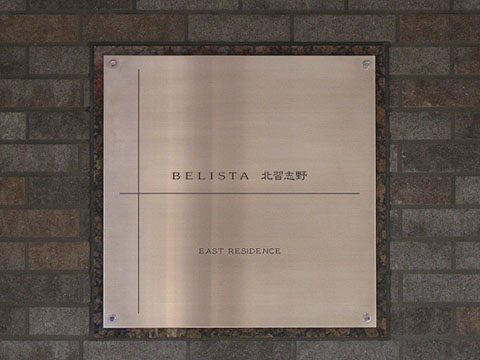 BELISTA 北習志野
EAST RESIDENCE